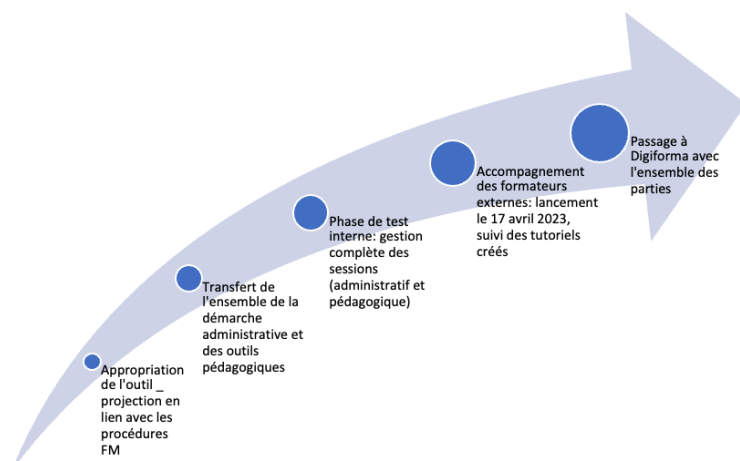 Appropriation
de l'outil _
projection en
lien avec les
procédures
FM
Transfert de
l'ensemble de la
démarche
administrative et
des outils
pédagogiques
Phase de test
interne: gestion
complète des
sessions
(administratif et
pédagogique)
Accompagnement
des formateurs
externes: lancement
le 17 avril 2023,
suivi des tutoriels
créés
Passage à
Digiforma avec
l'ensemble des
parties